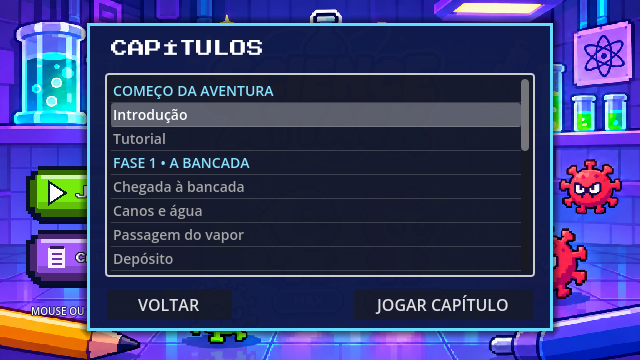 CAPíTULOS
COMEÇO DA AVENTURA
Introdução
Tutorial
FASE 1 • A BANCADA
Chegada à bancada
Canos e água
Passagem do vapor
Depósito
VOLTAR
JOGAR CAPÍTULO
MOUSE OU